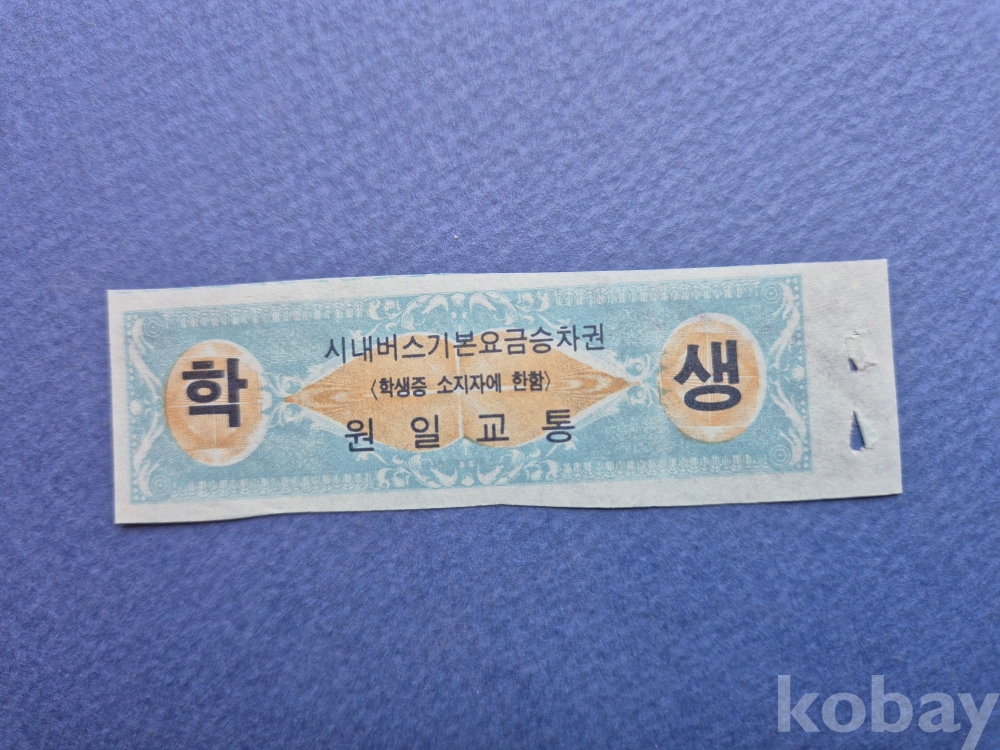 시내버스기본요금승차권
학 <학생증 소지자에 한함> 생
원일교통
kobay